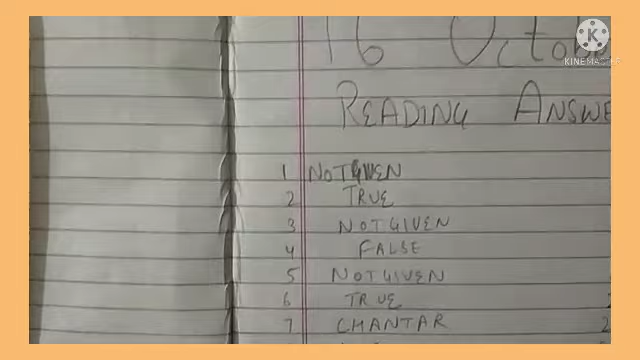 16 Octob
K
KINEMASTER
READING ANSWE
1 NOT GIVEN
2 TRUE
3 NOT GIVEN
4 FALSE
5 NOT GIVEN
6 TRUE
7 CHANTAR 2